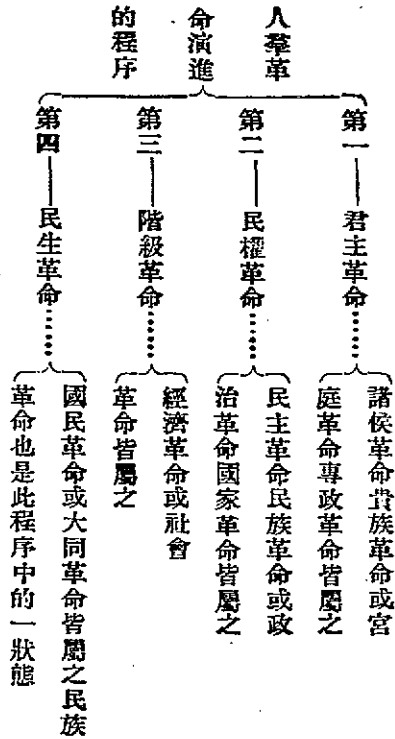 人羣革
命演進
的程序
第一——君主革命……
諸侯革命貴族革命或宮
庭革命專政革命皆屬之
第二——民權革命……
民主革命民族革命或政
治革命國家革命皆屬之
第三——階級革命……
經濟革命或社會
革命皆屬之
第四——民生革命……
國民革命或大同革命皆屬之民族
革命也是此程序中的一狀態